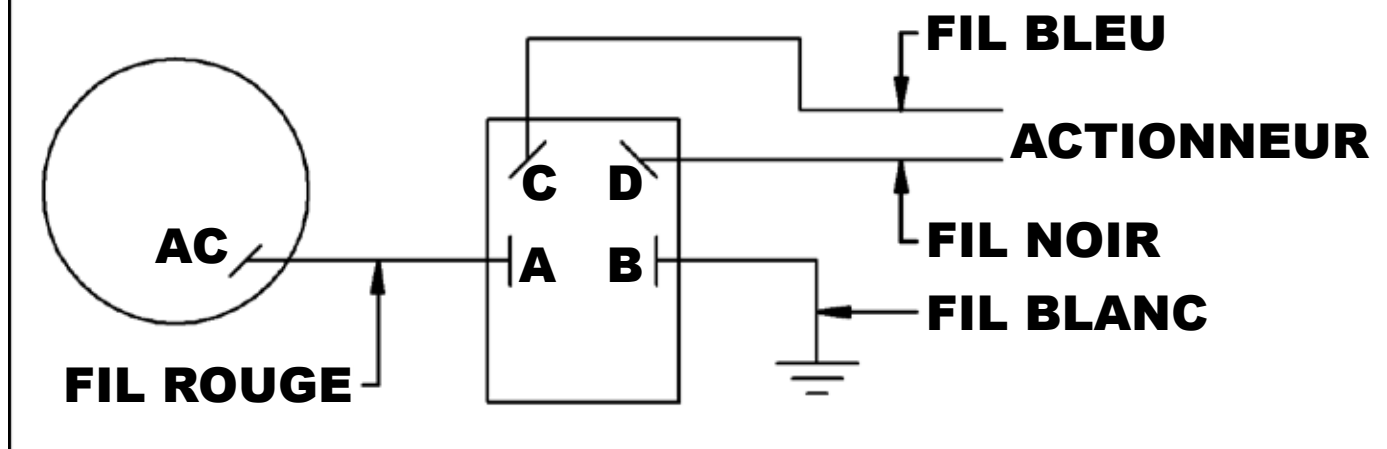 FIL BLEU
ACTIONNEUR
C D
FIL NOIR
AC
A B
FIL BLANC
FIL ROUGE